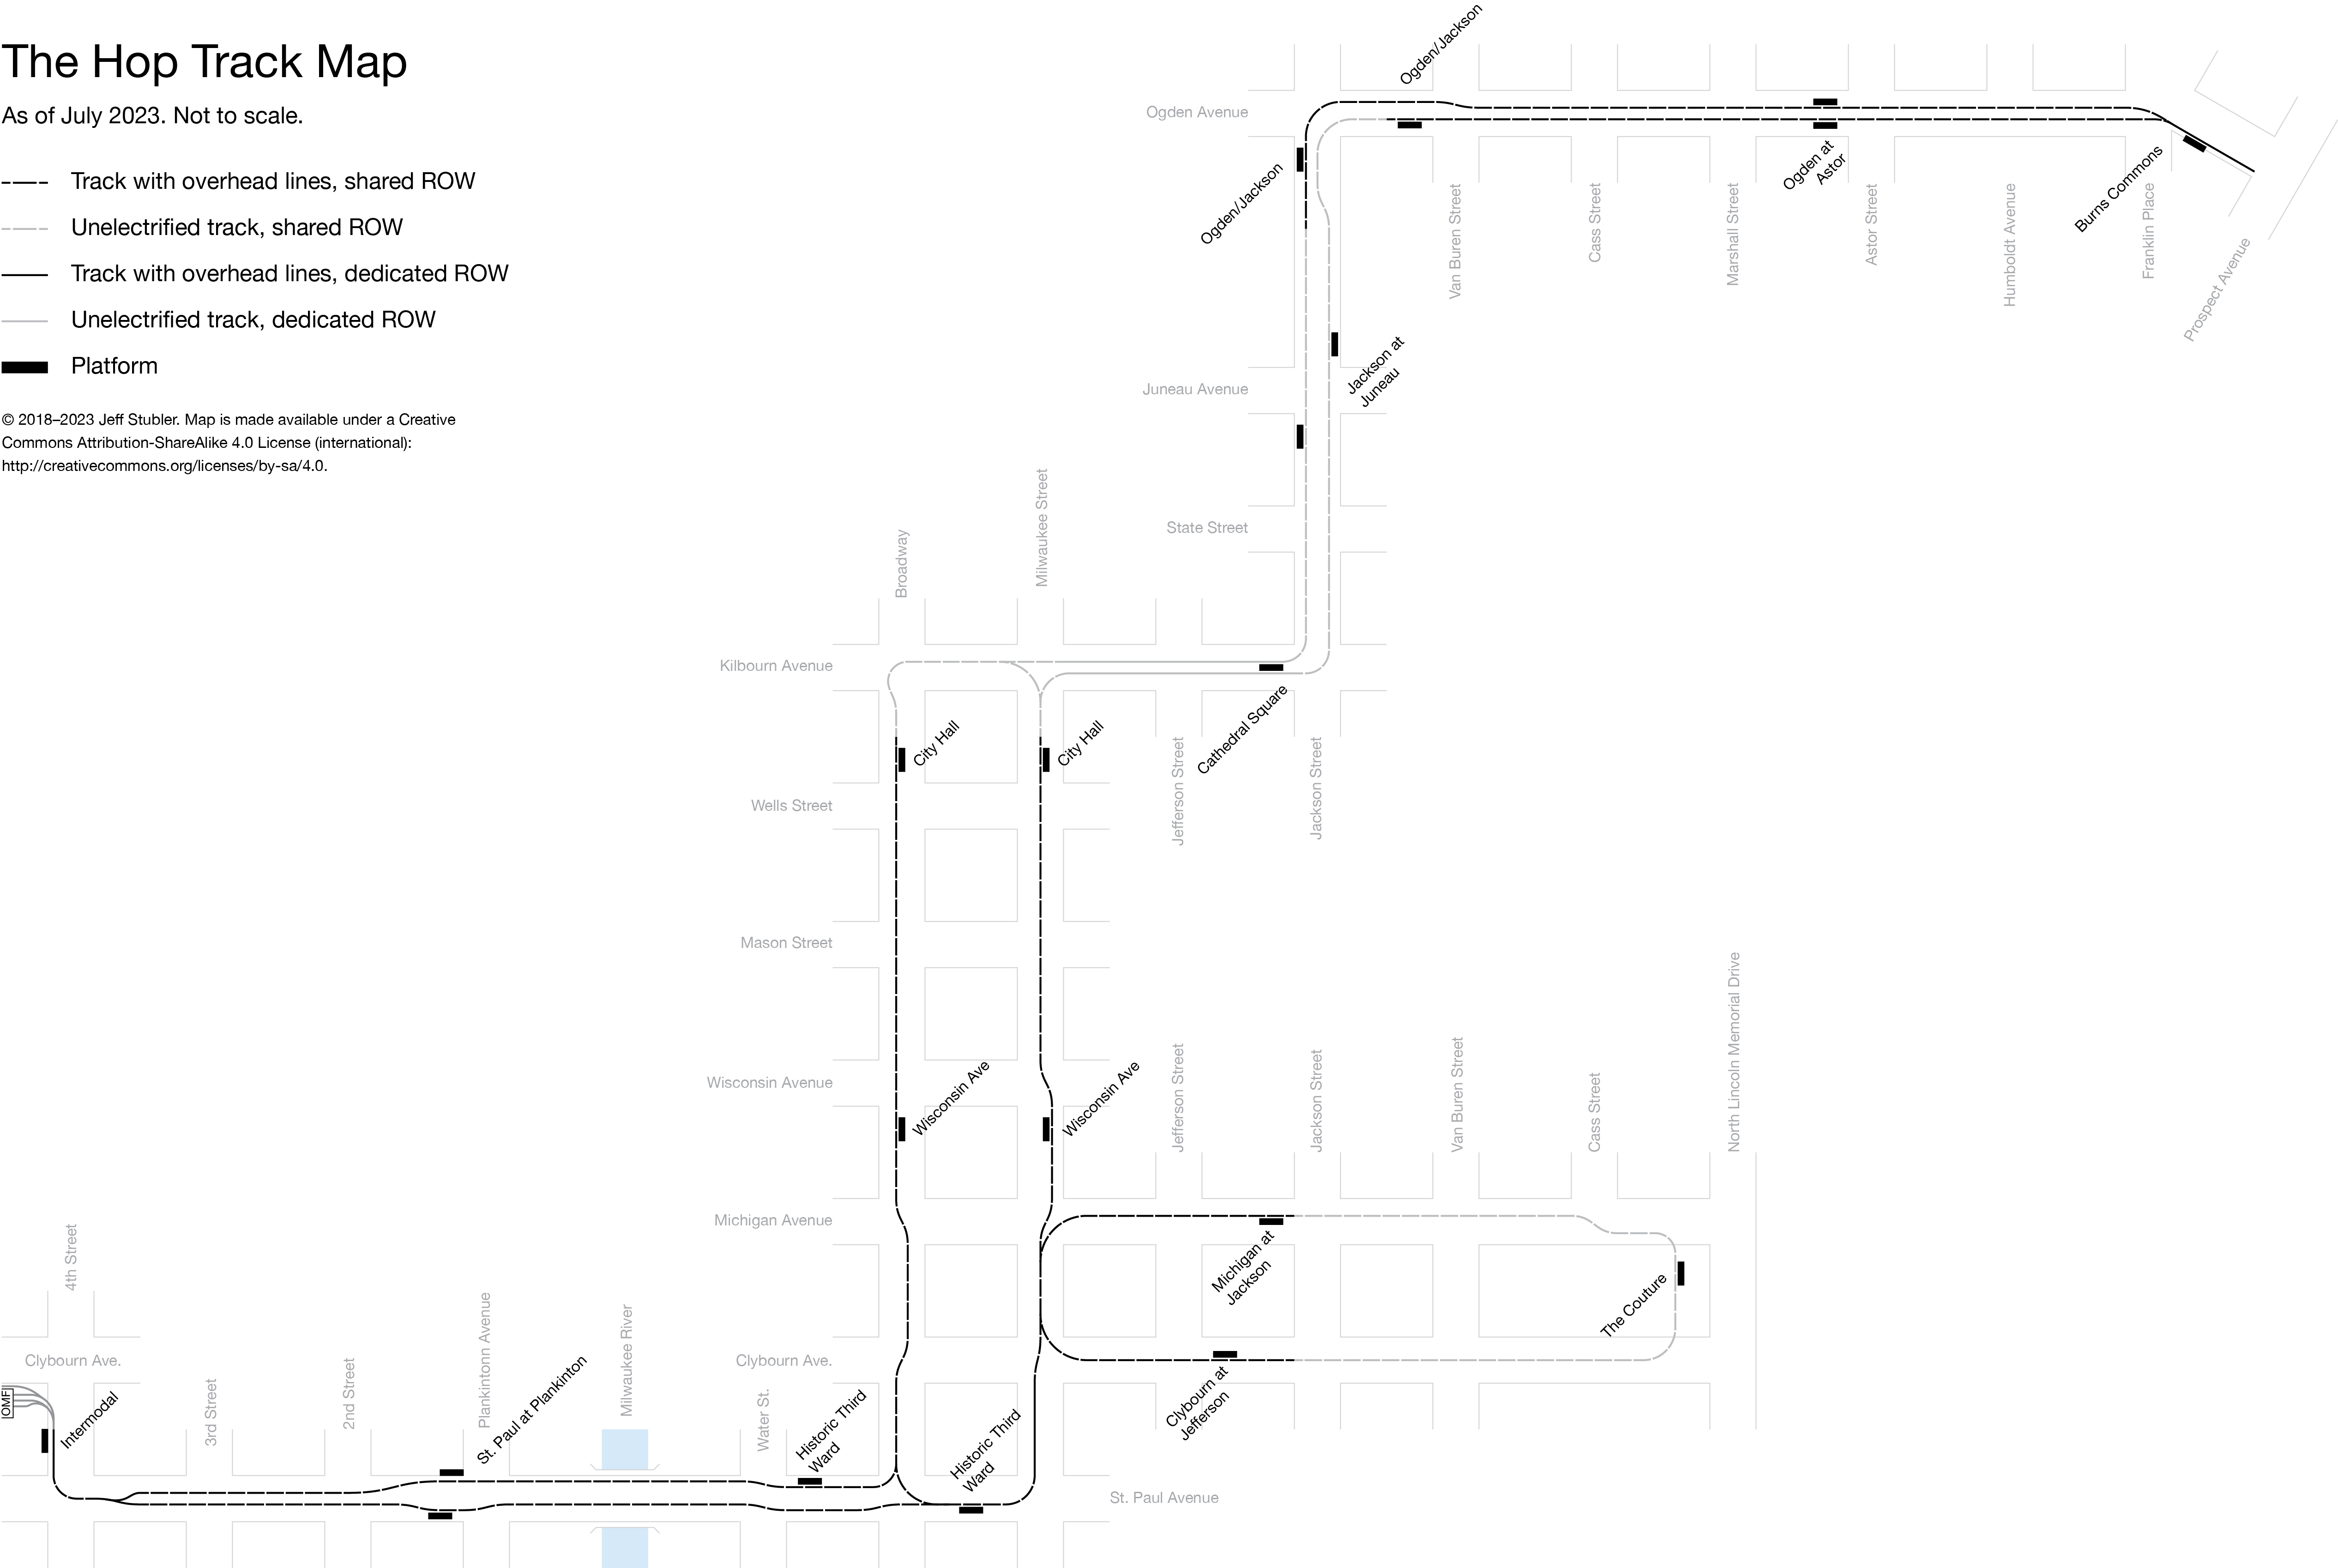 The Hop Track Map
As of July 2023. Not to scale.
Track with overhead lines, shared ROW
Unelectrified track, shared ROW
Track with overhead lines, dedicated ROW
Unelectrified track, dedicated ROW
Platform
© 2018–2023 Jeff Stubler. Map is made available under a Creative
Commons Attribution-ShareAlike 4.0 License (international):
http://creativecommons.org/licenses/by-sa/4.0.
Ogden/Jackson
Ogden Avenue
Ogden/Jackson
Ogden at
Astor
Burns Commons
Van Buren Street
Cass Street
Marshall Street
Astor Street
Humboldt Avenue
Franklin Place
Prospect Avenue
Jackson at
Juneau
Juneau Avenue
State Street
Broadway
Milwaukee Street
Kilbourn Avenue
City Hall
City Hall
Cathedral Square
Jefferson Street
Jackson Street
Wells Street
Mason Street
Wisconsin Avenue
Wisconsin Ave
Wisconsin Ave
Jefferson Street
Jackson Street
Van Buren Street
Cass Street
North Lincoln Memorial Drive
Michigan Avenue
Michigan at
Jackson
The Couture
4th Street
Clybourn Ave.
3rd Street
2nd Street
Plankintonn Avenue
St. Paul at Plankinton
Milwaukee River
Clybourn Ave.
Water St.
Clybourn at
Jefferson
OMF
Intermodal
Historic Third
Ward
Historic Third
Ward
St. Paul Avenue